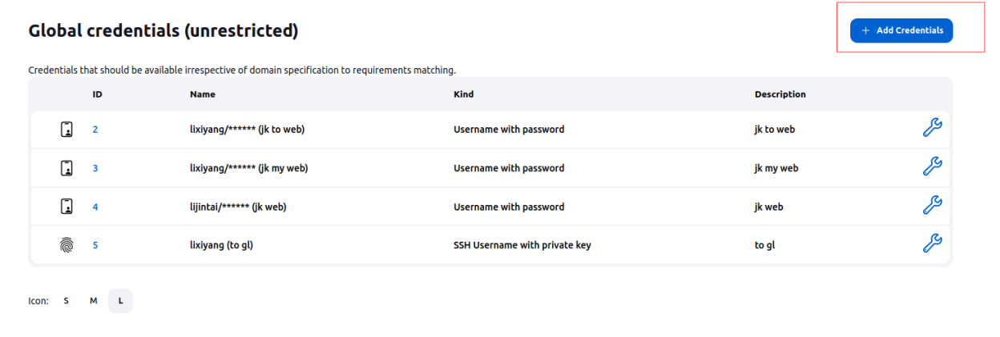 Global credentials (unrestricted)
+ Add Credentials
Credentials that should be available irrespective of domain specification to requirements matching.
ID Name Kind Description
2 lixiyang/****** (jk to web) Username with password jk to web
3 lixiyang/****** (jk my web) Username with password jk my web
4 lijintai/****** (jk web) Username with password jk web
5 lixiyang (to gl) SSH Username with private key to gl
Icon: S M L